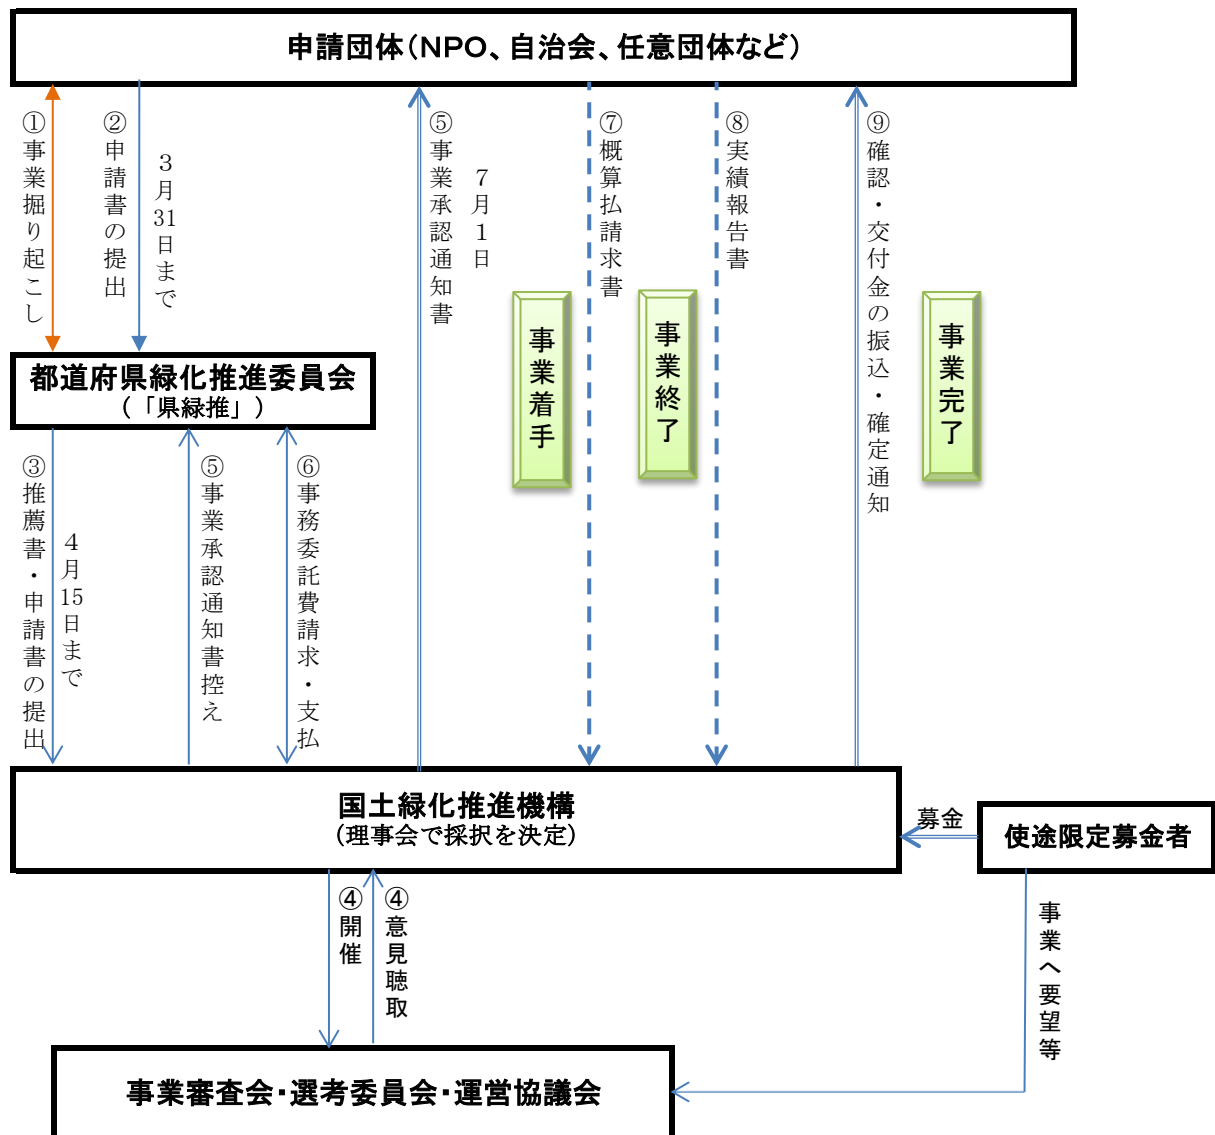 申請団体（NPO、自治会、任意団体など）
①事業掘り起こし
②申請書の提出
３月31日まで
⑤事業承認通知書
７月１日
⑦概算払請求書
⑧実績報告書
⑨確認・交付金の振込・確定通知
事業着手
事業終了
事業完了
都道府県緑化推進委員会
（「県緑推」）
③推薦書・申請書の提出
４月15日まで
⑤事業承認通知書控え
⑥事務委託費請求・支払
国土緑化推進機構
（理事会で採択を決定）
募金
使途限定募金者
④開催
④意見聴取
事業へ要望等
事業審査会・選考委員会・運営協議会